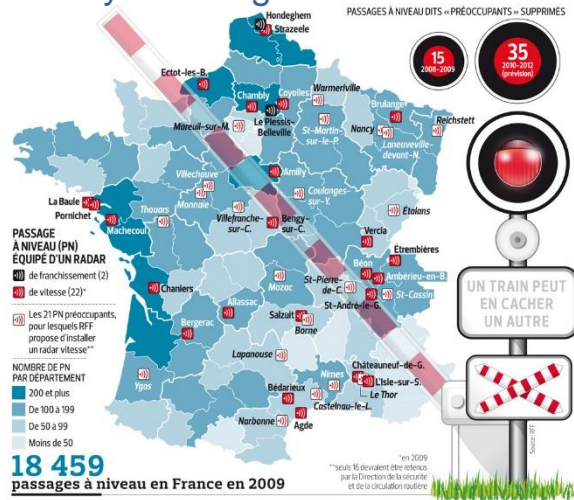 Hondeghem
Strazeele
PASSAGES À NIVEAU DITS «PRÉOCCUPANTS» SUPPRIMÉS
15
2008-2009
35
2010-2012
(prévision)
Ectot-les-B.
Chambly
Coyolles
Warmeriville
Le Plessis-
Belleville
Mareuil-sur-M.
St-Martin-
sur-le-P.
Brulange
Nancy
Reichstett
Laneuveville-
devant-N.
Villechauve
Monnaie
Amilly
Coulanges-
sur-Y.
La Baule
Pornichet
Thouars
Machecoul
Villefranche-
sur-C.
Bengy-
sur-C.
Étalans
Vercia
Étrembières
PASSAGE
À NIVEAU (PN)
ÉQUIPÉ D'UN RADAR
de franchissement (2)
de vitesse (22)*
Les 21 PN préoccupants,
pour lesquels RFF
propose d'installer
un radar vitesse**
Chaniers
Mozac
St-Pierre-
de-C.
Béon
Amberieu-en-B.
St-Cassin
St-André-le-G.
Allassac
Bergerac
Salzuit
Borne
Lapanouse
Ygos
Nîmes
Châteauneuf-de-G.
L'Isle-sur-S.
Le Thor
Bédarieux
Castelnau-le-L.
Narbonne
Agde
NOMBRE DE PN
PAR DÉPARTEMENT
200 et plus
De 100 à 199
De 50 à 99
Moins de 50
18 459
passages à niveau en France en 2009
*en 2009
**seuls 16 devraient être retenus
par la Direction de la sécurité
et de la circulation routière
UN TRAIN PEUT
EN CACHER
UN AUTRE
Source : RFF